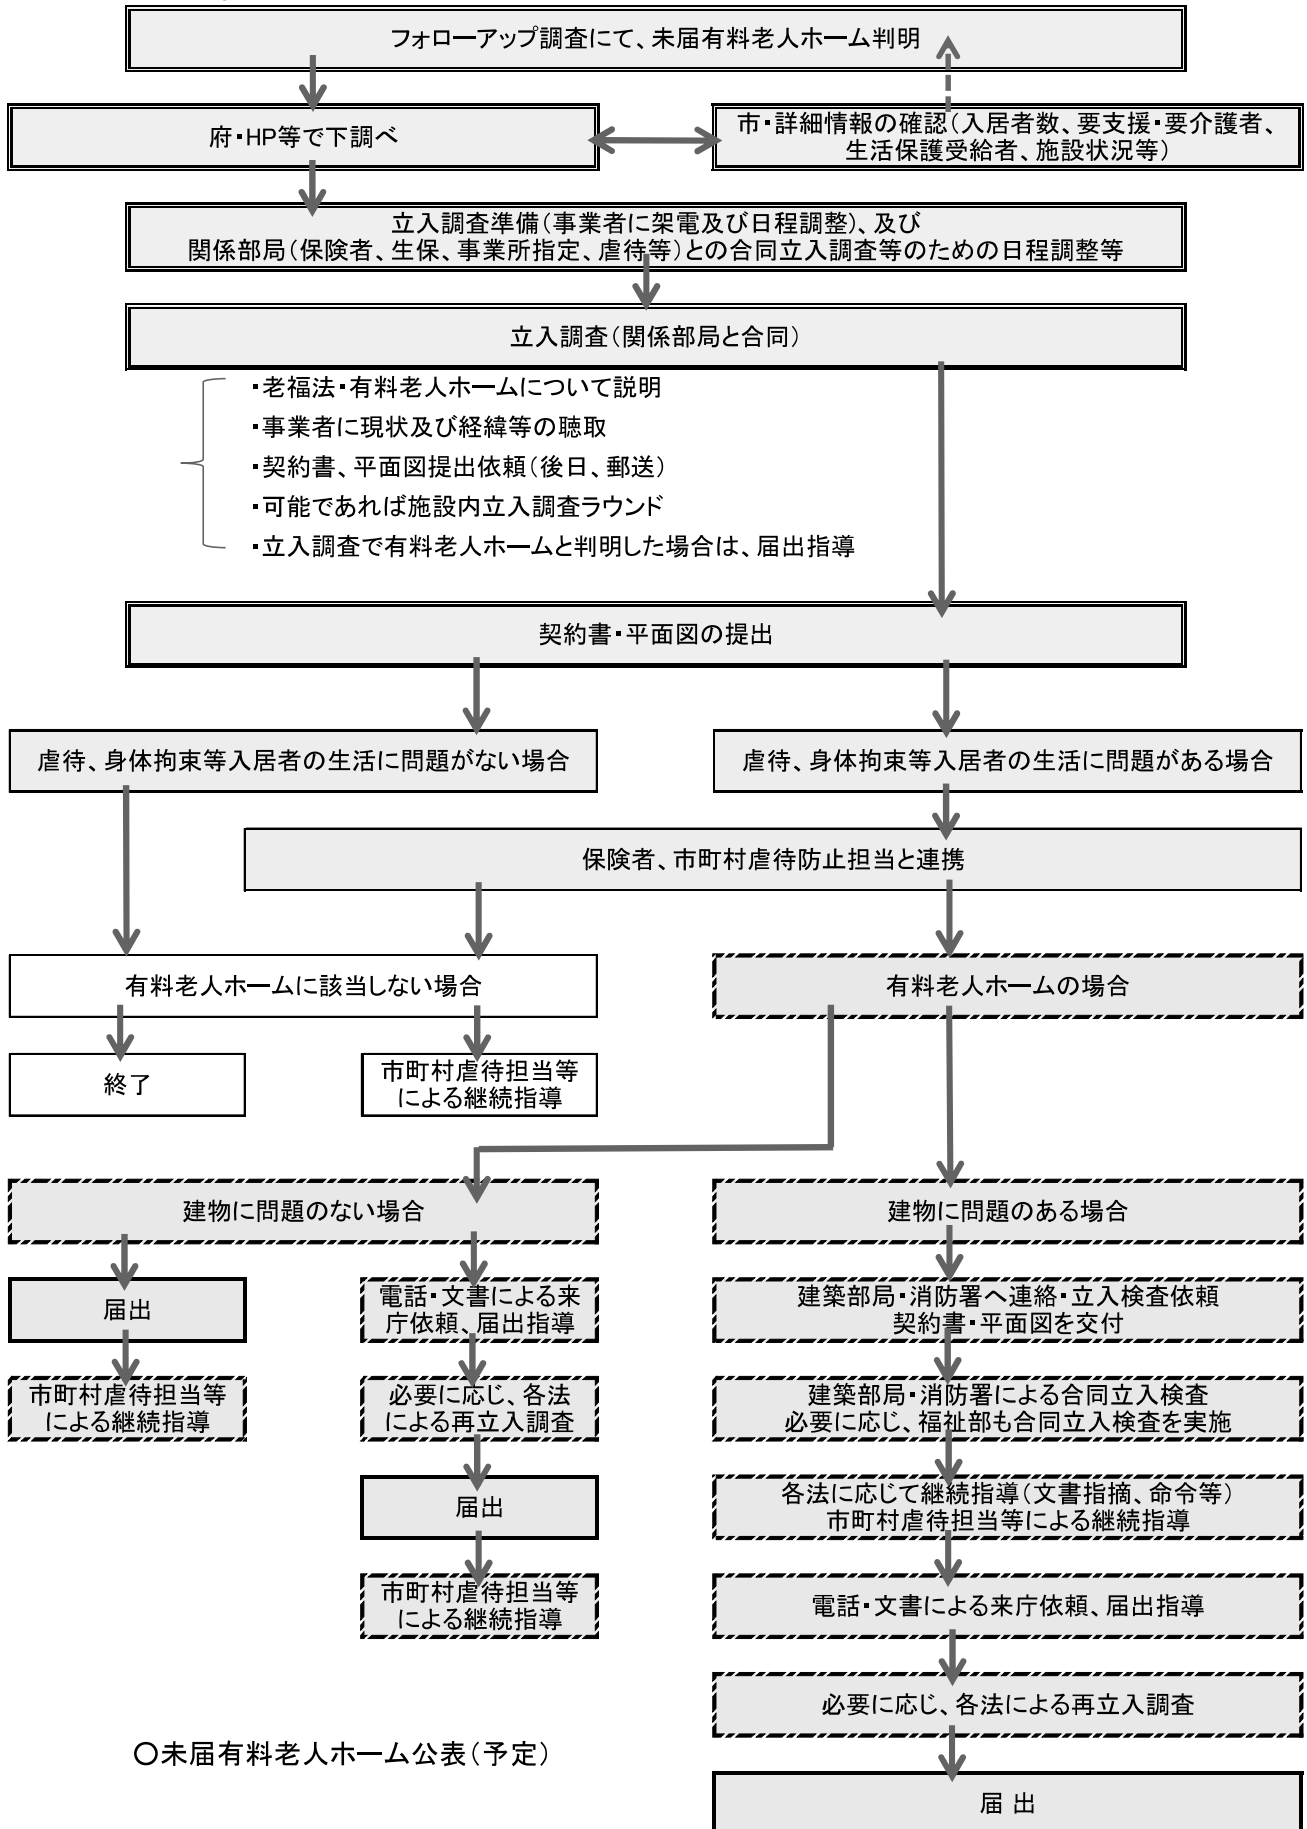 フォローアップ調査にて、未届有料老人ホーム判明
府・HP等で下調べ
市・詳細情報の確認（入居者数、要支援・要介護者、
生活保護受給者、施設状況等）
立入調査準備（事業者に架電及び日程調整）、及び
関係部局（保険者、生保、事業所指定、虐待等）との合同立入調査等のための日程調整等
立入調査（関係部局と合同）
・老福法・有料老人ホームについて説明
・事業者に現状及び経緯等の聴取
・契約書、平面図提出依頼（後日、郵送）
・可能であれば施設内立入調査ラウンド
・立入調査で有料老人ホームと判明した場合は、届出指導
契約書・平面図の提出
虐待、身体拘束等入居者の生活に問題がない場合
虐待、身体拘束等入居者の生活に問題がある場合
保険者、市町村虐待防止担当と連携
有料老人ホームに該当しない場合
有料老人ホームの場合
終了
市町村虐待担当等
による継続指導
建物に問題のない場合
建物に問題のある場合
届出
電話・文書による来
庁依頼、届出指導
建築部局・消防署へ連絡・立入検査依頼
契約書・平面図を交付
市町村虐待担当等
による継続指導
必要に応じ、各法
による再立入調査
建築部局・消防署による合同立入検査
必要に応じ、福祉部も合同立入検査を実施
届出
各法に応じて継続指導（文書指摘、命令等）
市町村虐待担当等による継続指導
市町村虐待担当等
による継続指導
電話・文書による来庁依頼、届出指導
必要に応じ、各法による再立入調査
〇未届有料老人ホーム公表（予定）
届 出